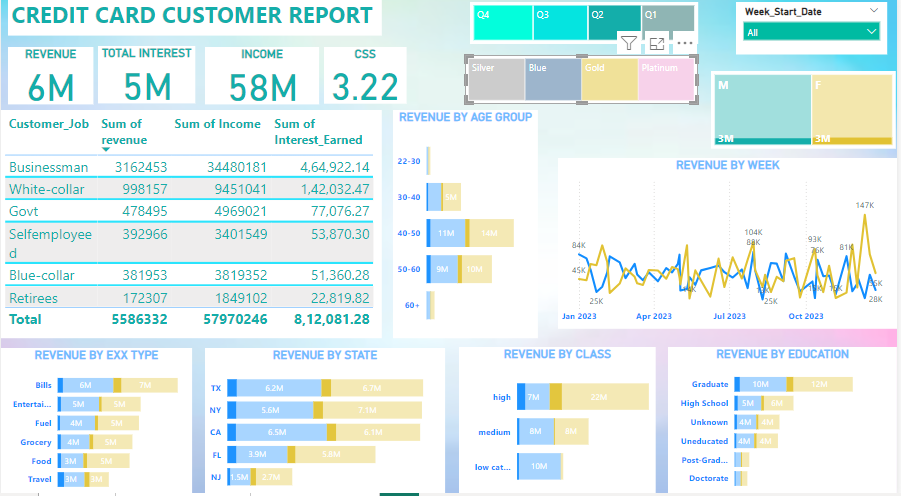 CREDIT CARD CUSTOMER REPORT
Q4 Q3 Q2 Q1
Week_Start_Date
All
REVENUE
6M
TOTAL INTEREST
5M
INCOME
58M
CSS
3.22
Silver Blue Gold Platinum
M F
3M 3M
Customer_Job Sum of revenue Sum of Income Sum of Interest_Earned
Businessman 3162453 34480181 4,64,922.14
White-collar 998157 9451041 1,42,032.47
Govt 478495 4969021 77,076.27
Selfemployee
d 392966 3401549 53,870.30
Blue-collar 381953 3819352 51,360.28
Retirees 172307 1849102 22,819.82
Total 5586332 57970246 8,12,081.28
REVENUE BY AGE GROUP
22-30
30-40 5M
40-50 11M 14M
50-60 9M 10M
60+
REVENUE BY WEEK
147K
104K
84K 88K 93K
76K 81K
45K
25K 25K 28K
Jan 2023 Apr 2023 Jul 2023 Oct 2023
REVENUE BY EXX TYPE
Bills 6M 7M
Entertai... 5M 5M
Fuel 4M 5M
Grocery 4M 5M
Food 3M 5M
Travel 3M 3M
REVENUE BY STATE
TX 6.2M 6.7M
NY 5.6M 7.1M
CA 6.5M 6.1M
FL 3.9M 5.8M
NJ 1.5M 2.7M
REVENUE BY CLASS
high 7M 22M
medium 8M 8M
low cat... 10M
REVENUE BY EDUCATION
Graduate 10M 12M
High School 5M 6M
Unknown 4M 4M
Uneducated 4M 4M
Post-Grad...
Doctorate